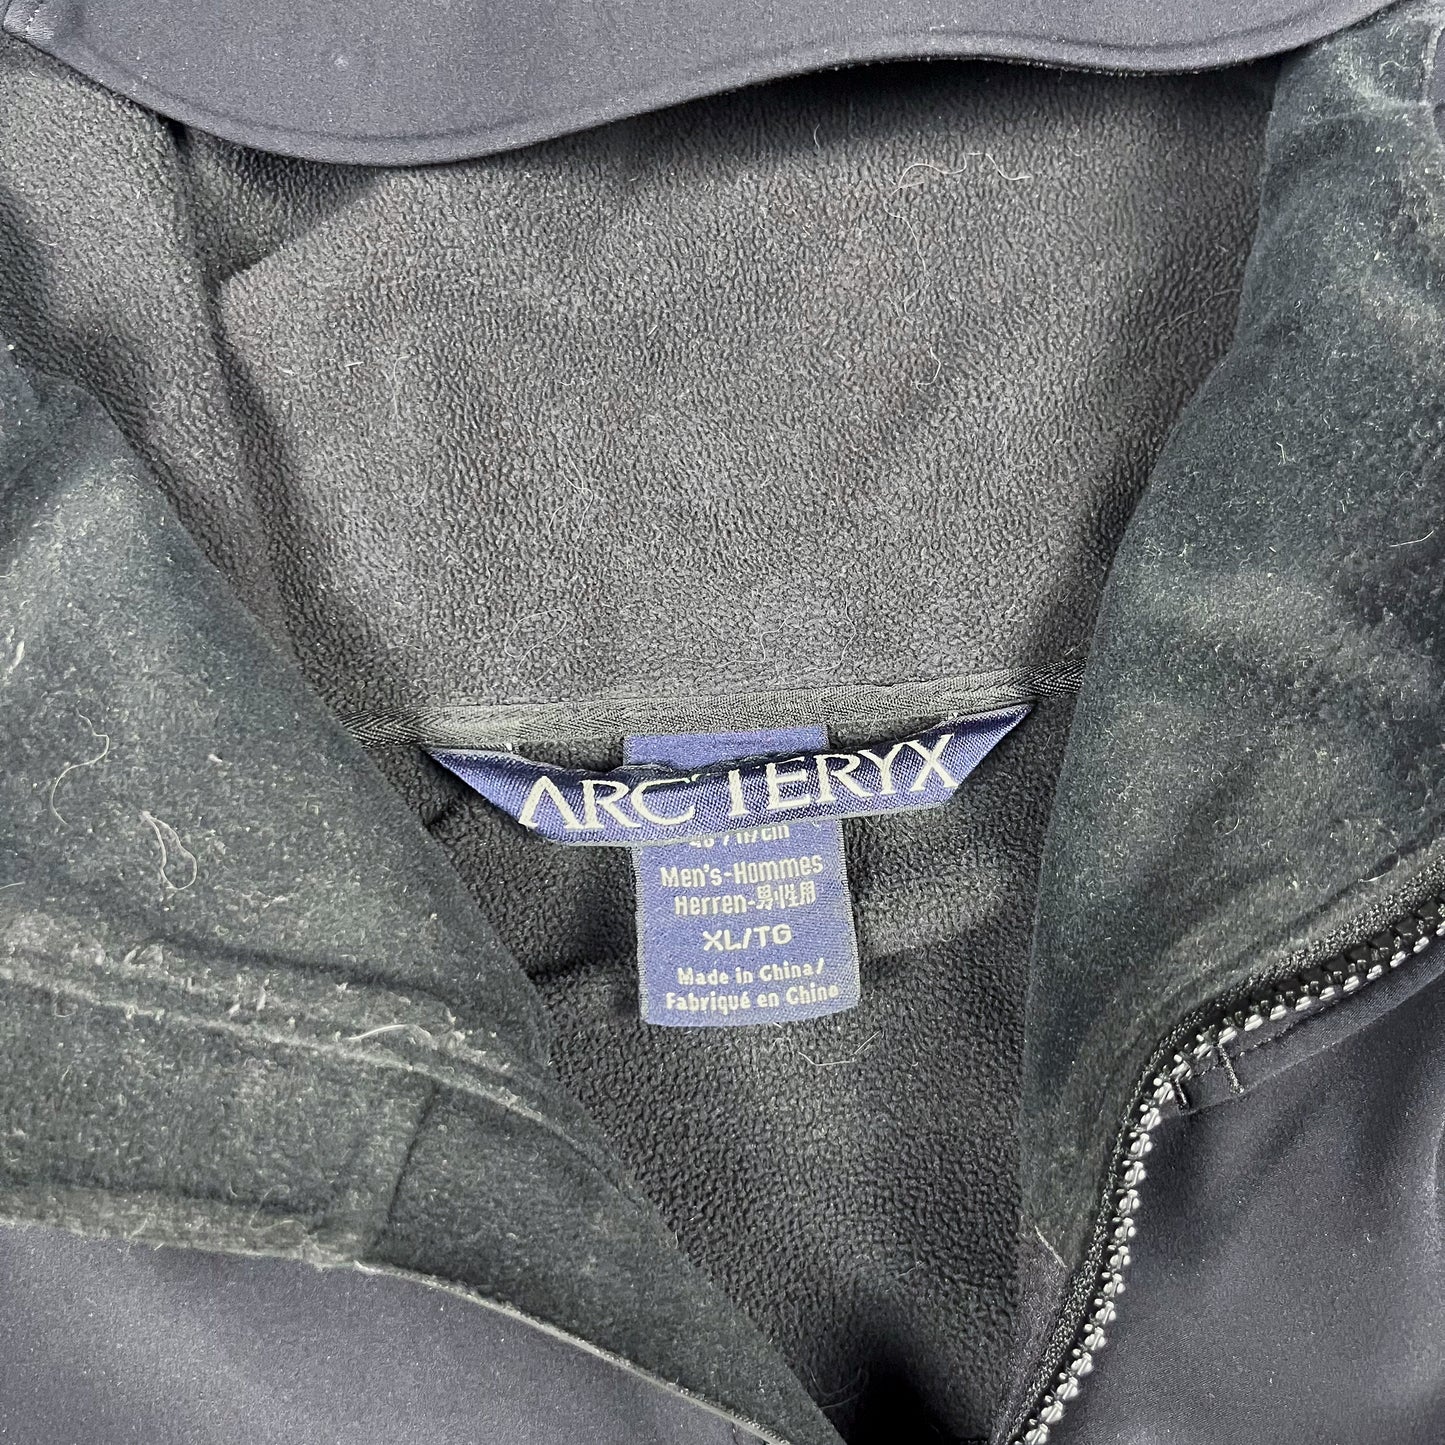 ARC'TERYX
Men's-Hommes
Herren-男性用
XL/TG
Made in China/
Fabriqué en Chine